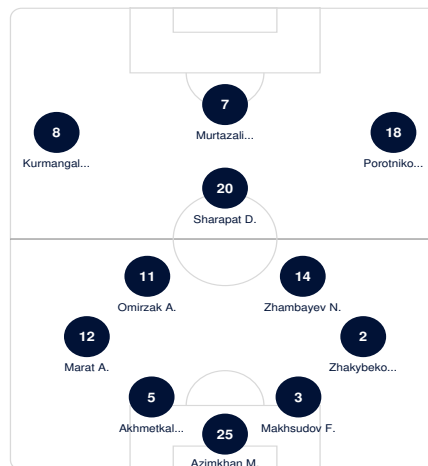 7
Murtazali...
8
Kurmangal...
18
Porotniko...
20
Sharapat D.
11
Omirzak A.
14
Zhambayev N.
12
Marat A.
2
Zhakybeko...
5
Akhmetkal...
3
Makhsudov F.
25
Azimkhan M.